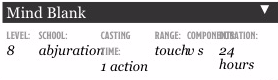 Mind Blank ▼
LEVEL: SCHOOL: CASTING TIME: RANGE: COMPONENTS: DURATION:
8 abjuration 1 action touch v s 24 hours